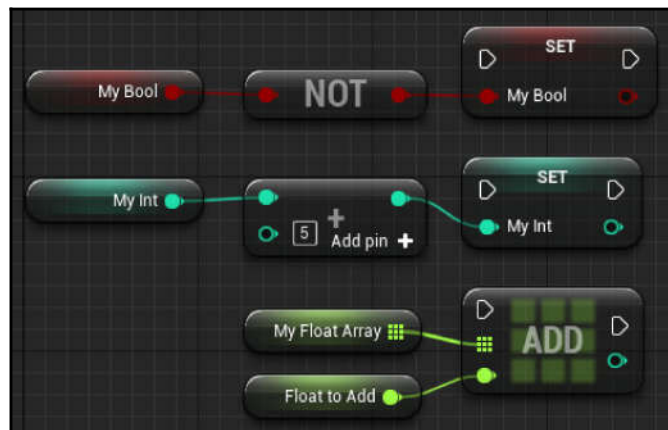 SET
My Bool
NOT
My Bool
SET
My Int
+
5
Add pin +
My Int
My Float Array
ADD
Float to Add